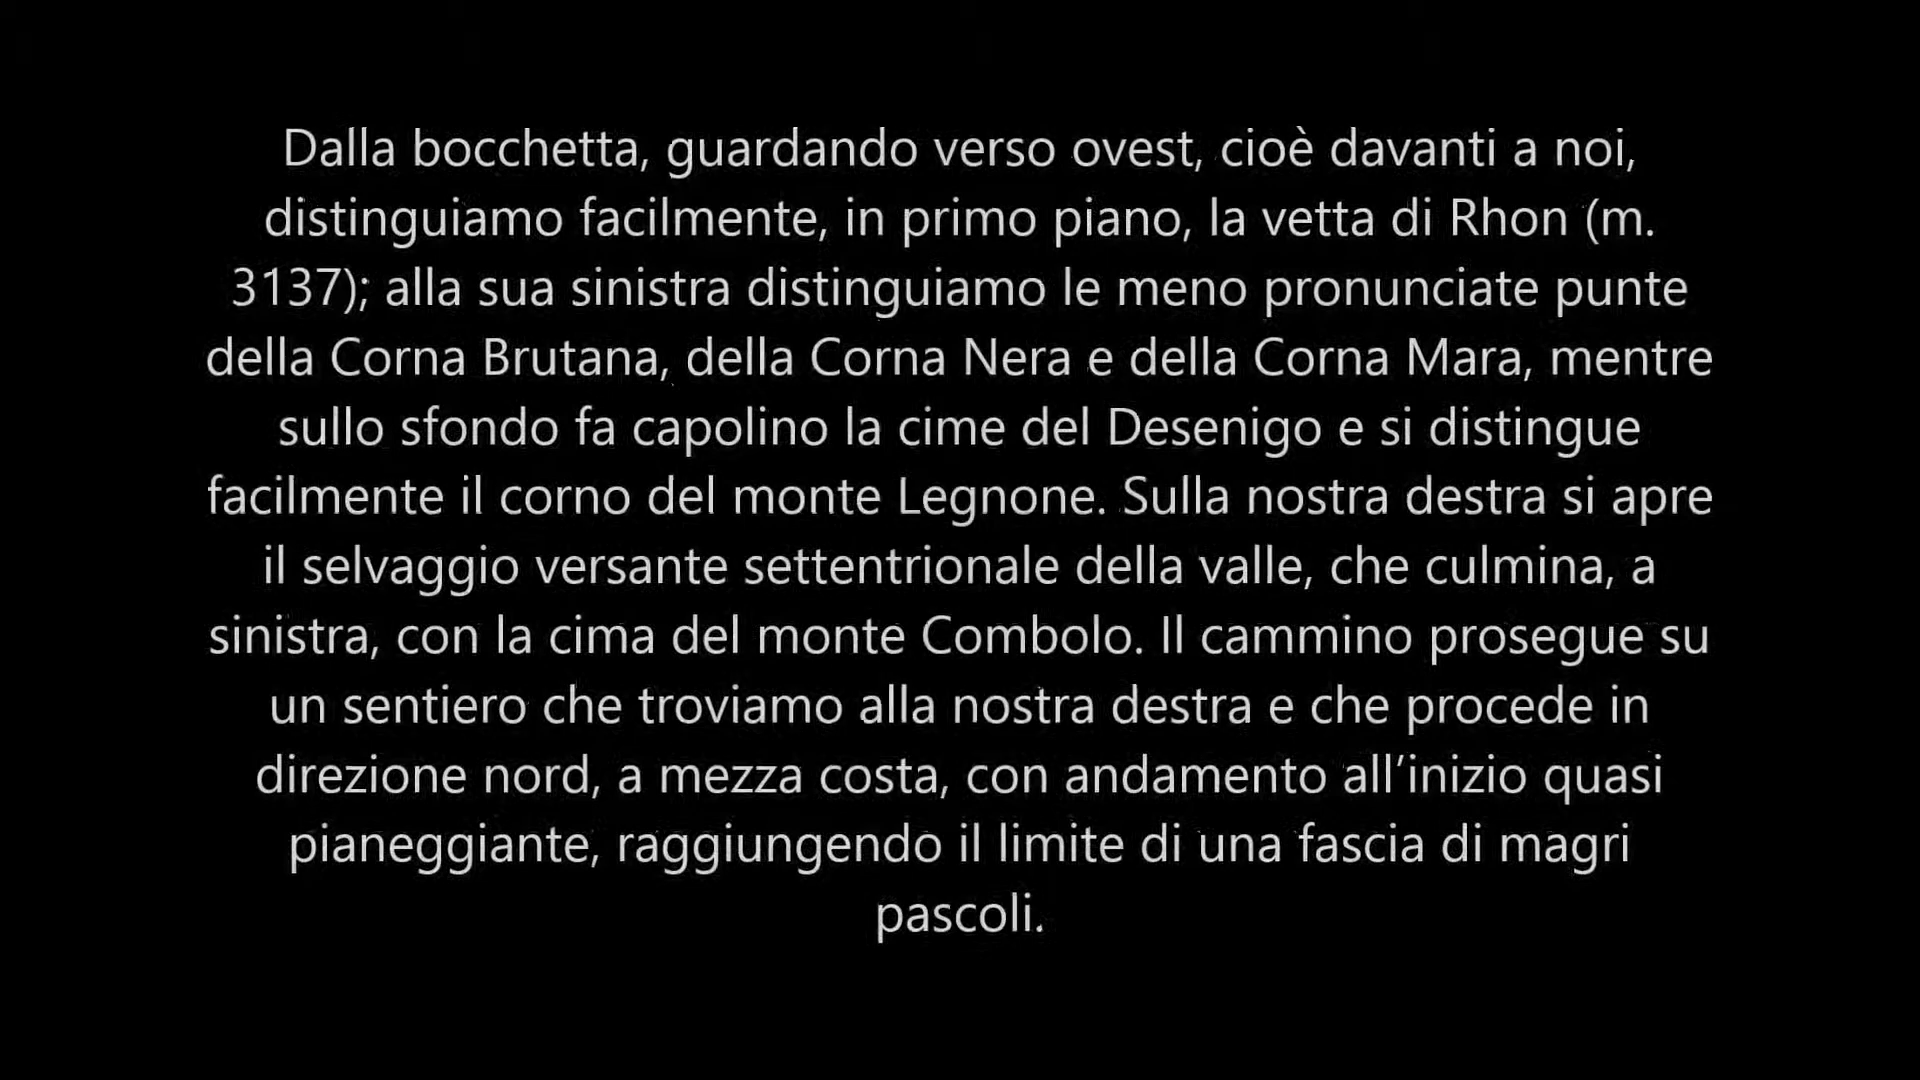 Dalla bocchetta, guardando verso ovest, cioè davanti a noi,
distinguiamo facilmente, in primo piano, la vetta di Rhon (m.
3137); alla sua sinistra distinguiamo le meno pronunciate punte
della Corna Brutana, della Corna Nera e della Corna Mara, mentre
sullo sfondo fa capolino la cime del Desenigo e si distingue
facilmente il corno del monte Legnone. Sulla nostra destra si apre
il selvaggio versante settentrionale della valle, che culmina, a
sinistra, con la cima del monte Combolo. Il cammino prosegue su
un sentiero che troviamo alla nostra destra e che procede in
direzione nord, a mezza costa, con andamento all’inizio quasi
pianeggiante, raggiungendo il limite di una fascia di magri
pascoli.